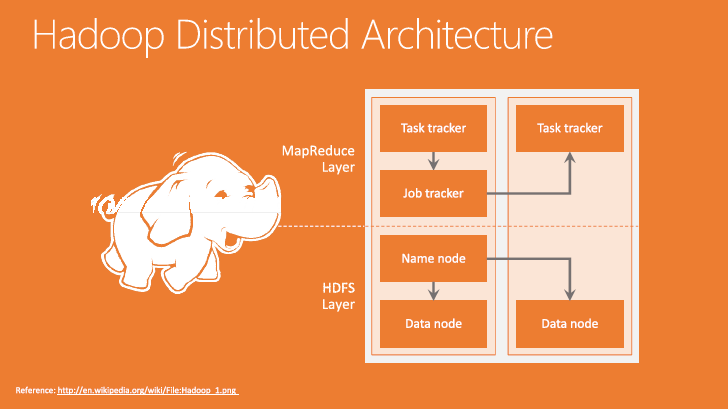 Hadoop Distributed Architecture
MapReduce
Layer
Task tracker
Task tracker
Job tracker
HDFS
Layer
Name node
Data node
Data node
Reference: http://en.wikipedia.org/wiki/File:Hadoop_1.png